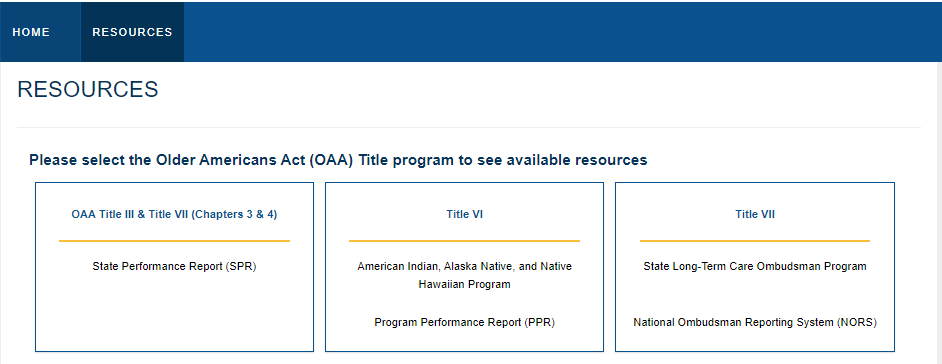 HOME RESOURCES
RESOURCES
Please select the Older Americans Act (OAA) Title program to see available resources
OAA Title III & Title VII (Chapters 3 & 4)
State Performance Report (SPR)
Title VI
American Indian, Alaska Native, and Native
Hawaiian Program
Program Performance Report (PPR)
Title VII
State Long-Term Care Ombudsman Program
National Ombudsman Reporting System (NORS)